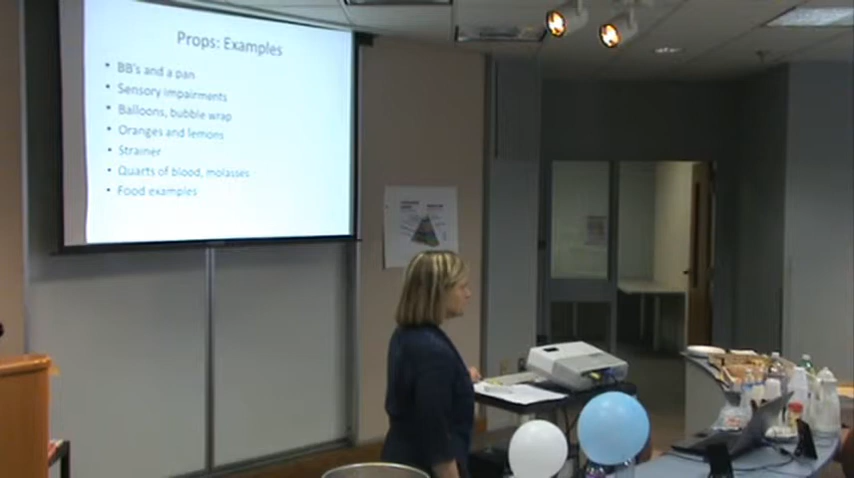 Props: Examples
• BB's and a pan
• Sensory impairments
• Balloons, bubble wrap
• Oranges and lemons
• Strainer
• Quarts of blood, molasses
• Food examples